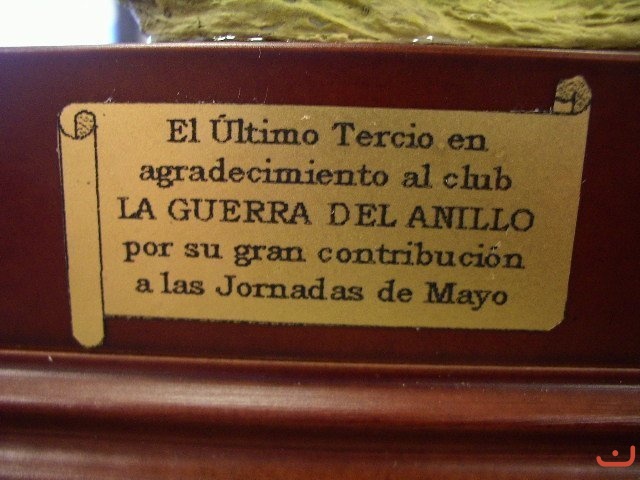 El Último Tercio en
agradecimiento al club
LA GUERRA DEL ANILLO
por su gran contribución
a las Jornadas de Mayo